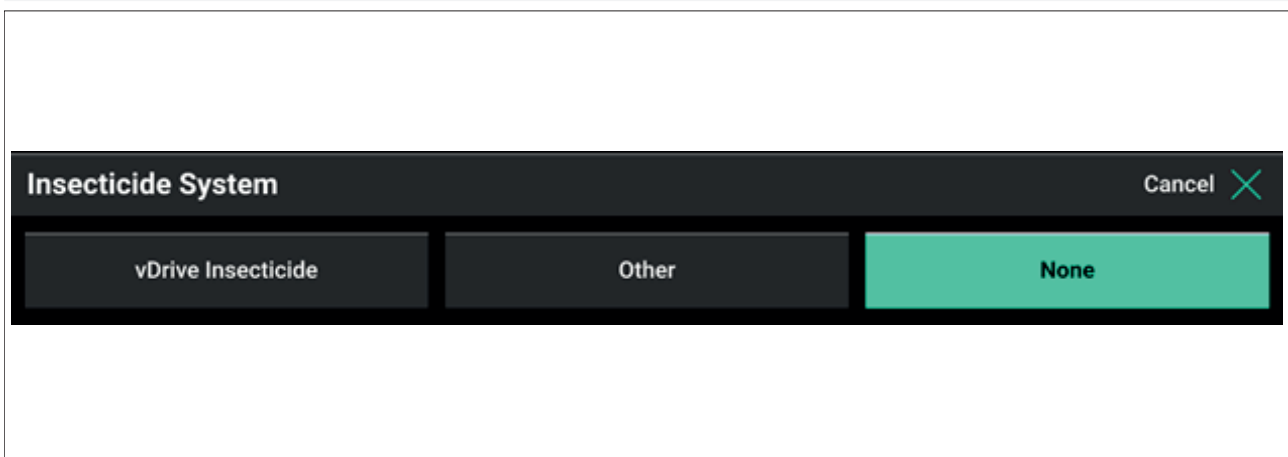 Insecticide System
Cancel
vDrive Insecticide
Other
None